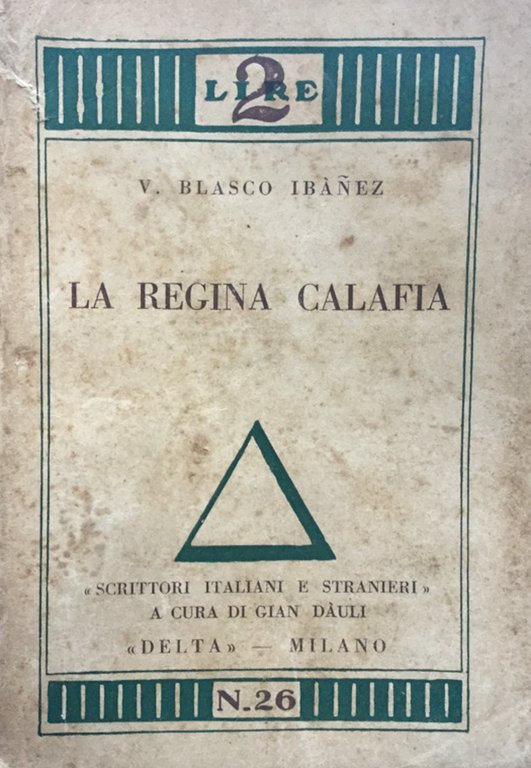 2
LIRE
V. BLASCO IBÀÑEZ
LA REGINA CALAFIA
«SCRITTORI ITALIANI E STRANIERI»
A CURA DI GIAN DÀULI
«DELTA» — MILANO
N.26